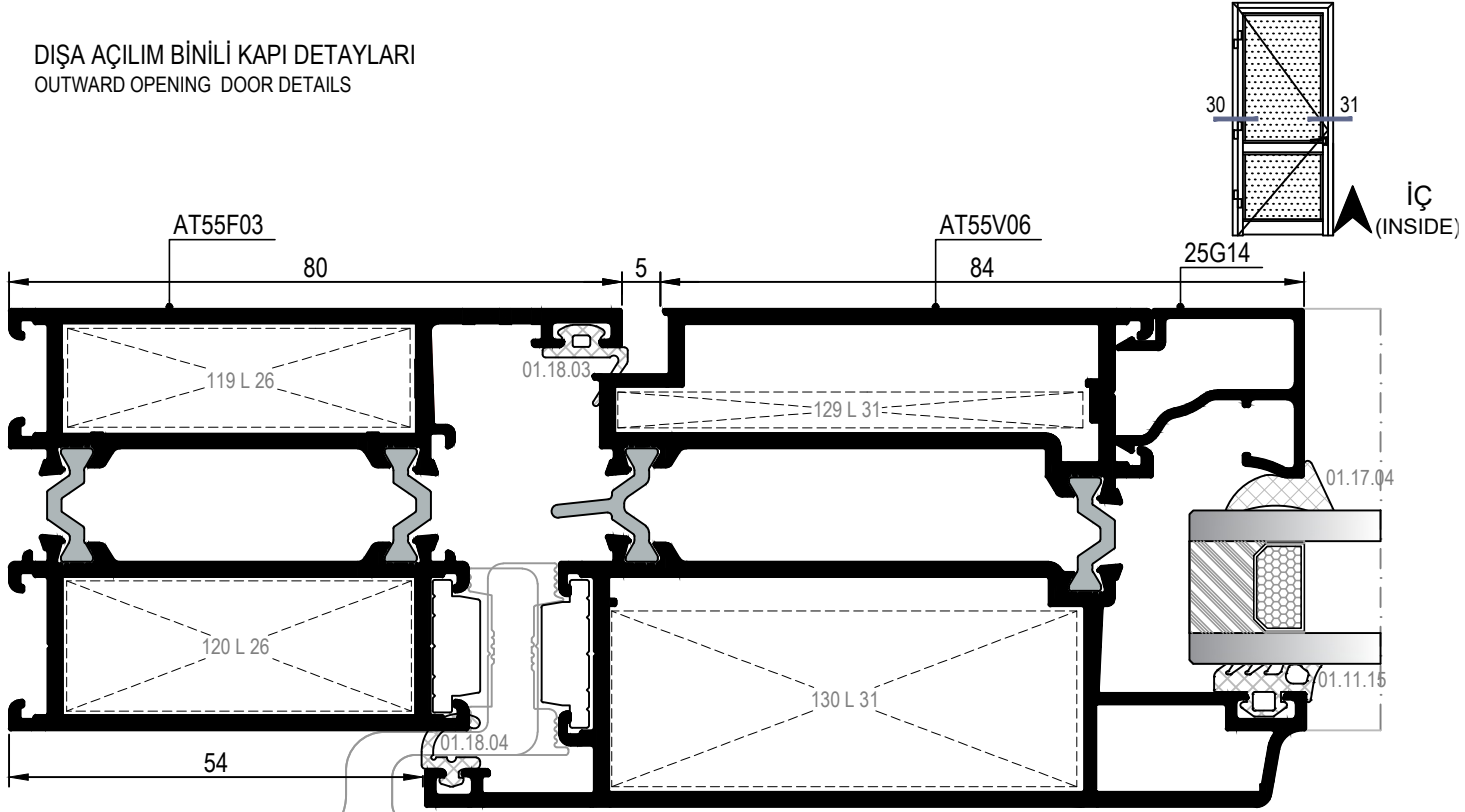 DIŞA AÇILIM BİNİLİ KAPI DETAYLARI
OUTWARD OPENING DOOR DETAILS
30
31
İÇ
(INSIDE)
AT55F03
AT55V06
25G14
80
5
84
119 L 26
01.18.03
129 L 31
01.17.04
120 L 26
130 L 31
01.11.15
01.18.04
54